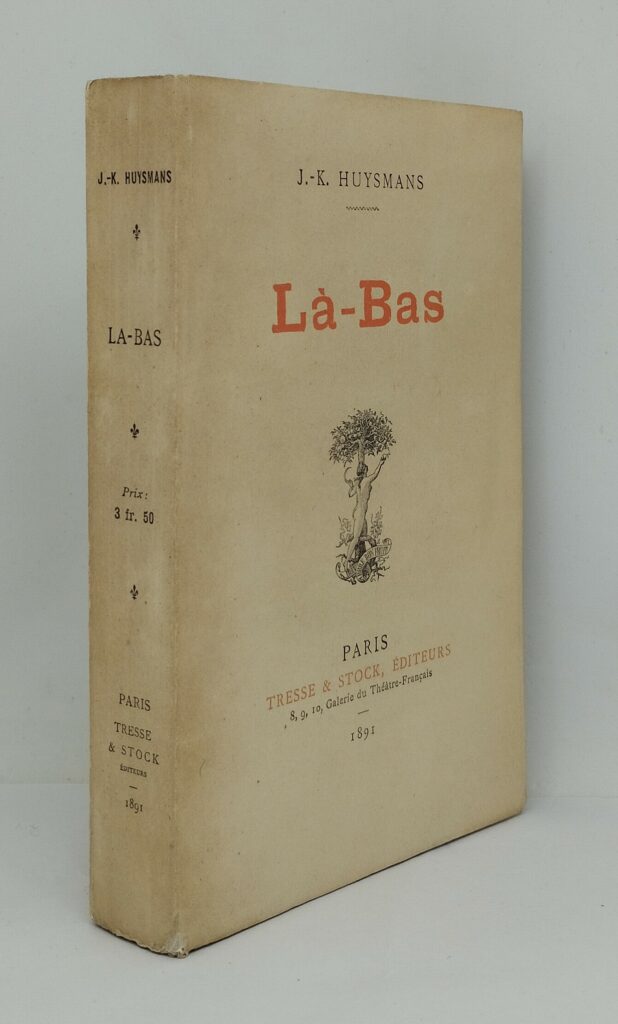 J.-K. HUYSMANS
LA-BAS
Prix:
3 fr. 50
PARIS
TRESSE
& STOCK
ÉDITEURS
1891
J.-K. HUYSMANS
Là-Bas
PARIS
TRESSE & STOCK, ÉDITEURS
8, 9, 10, Galerie du Théâtre-Français
1891